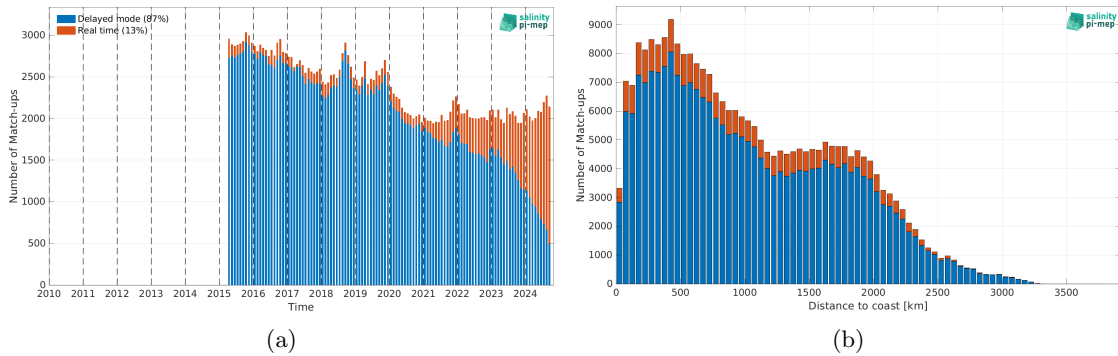 Delayed mode (87%)
Real time (13%)
salinity
pi-mep
3000
2500
2000
1500
1000
500
0
Number of Match-ups
2010 2011 2012 2013 2014 2015 2016 2017 2018 2019 2020 2021 2022 2023 2024
Time
(a)
salinity
pi-mep
9000
8000
7000
6000
5000
4000
3000
2000
1000
0
Number of Match-ups
0 500 1000 1500 2000 2500 3000 3500
Distance to coast [km]
(b)